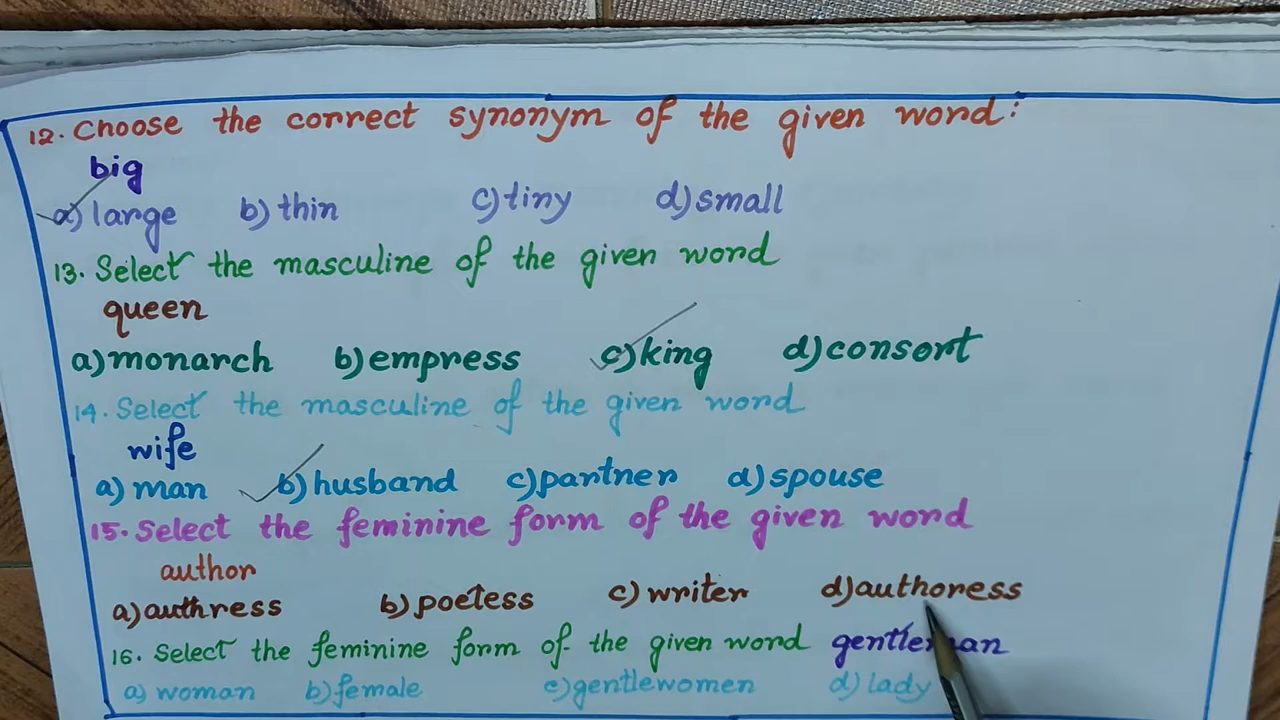 12. Choose the correct synonym of the given word:
big
a) large b) thin c) tiny d) small
13. Select the masculine of the given word
queen
a) monarch b) empress c) king d) consort
14. Select the masculine of the given word
wife
a) man b) husband c) partner d) spouse
15. Select the feminine form of the given word
author
a) authress b) poetess c) writer d) authoress
16. Select the feminine form of the given word gentleman
a) woman b) female c) gentlewomen d) lady